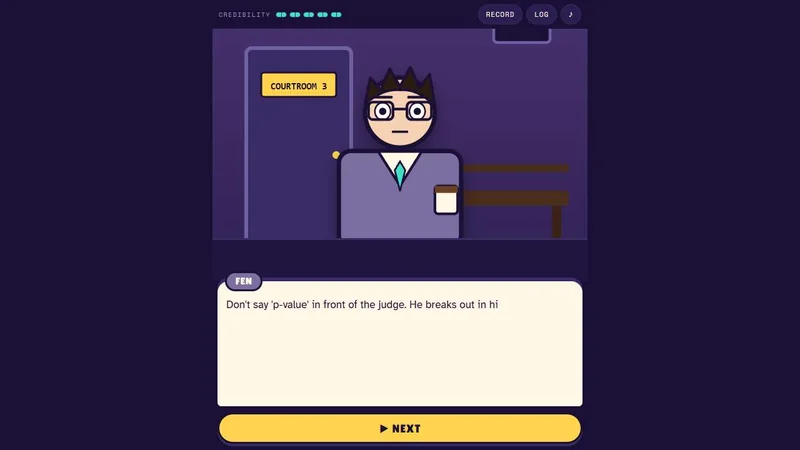 CREDIBILITY
RECORD
LOG
♪
COURTROOM 3
FEN
Don't say 'p-value' in front of the judge. He breaks out in hi
▶ NEXT